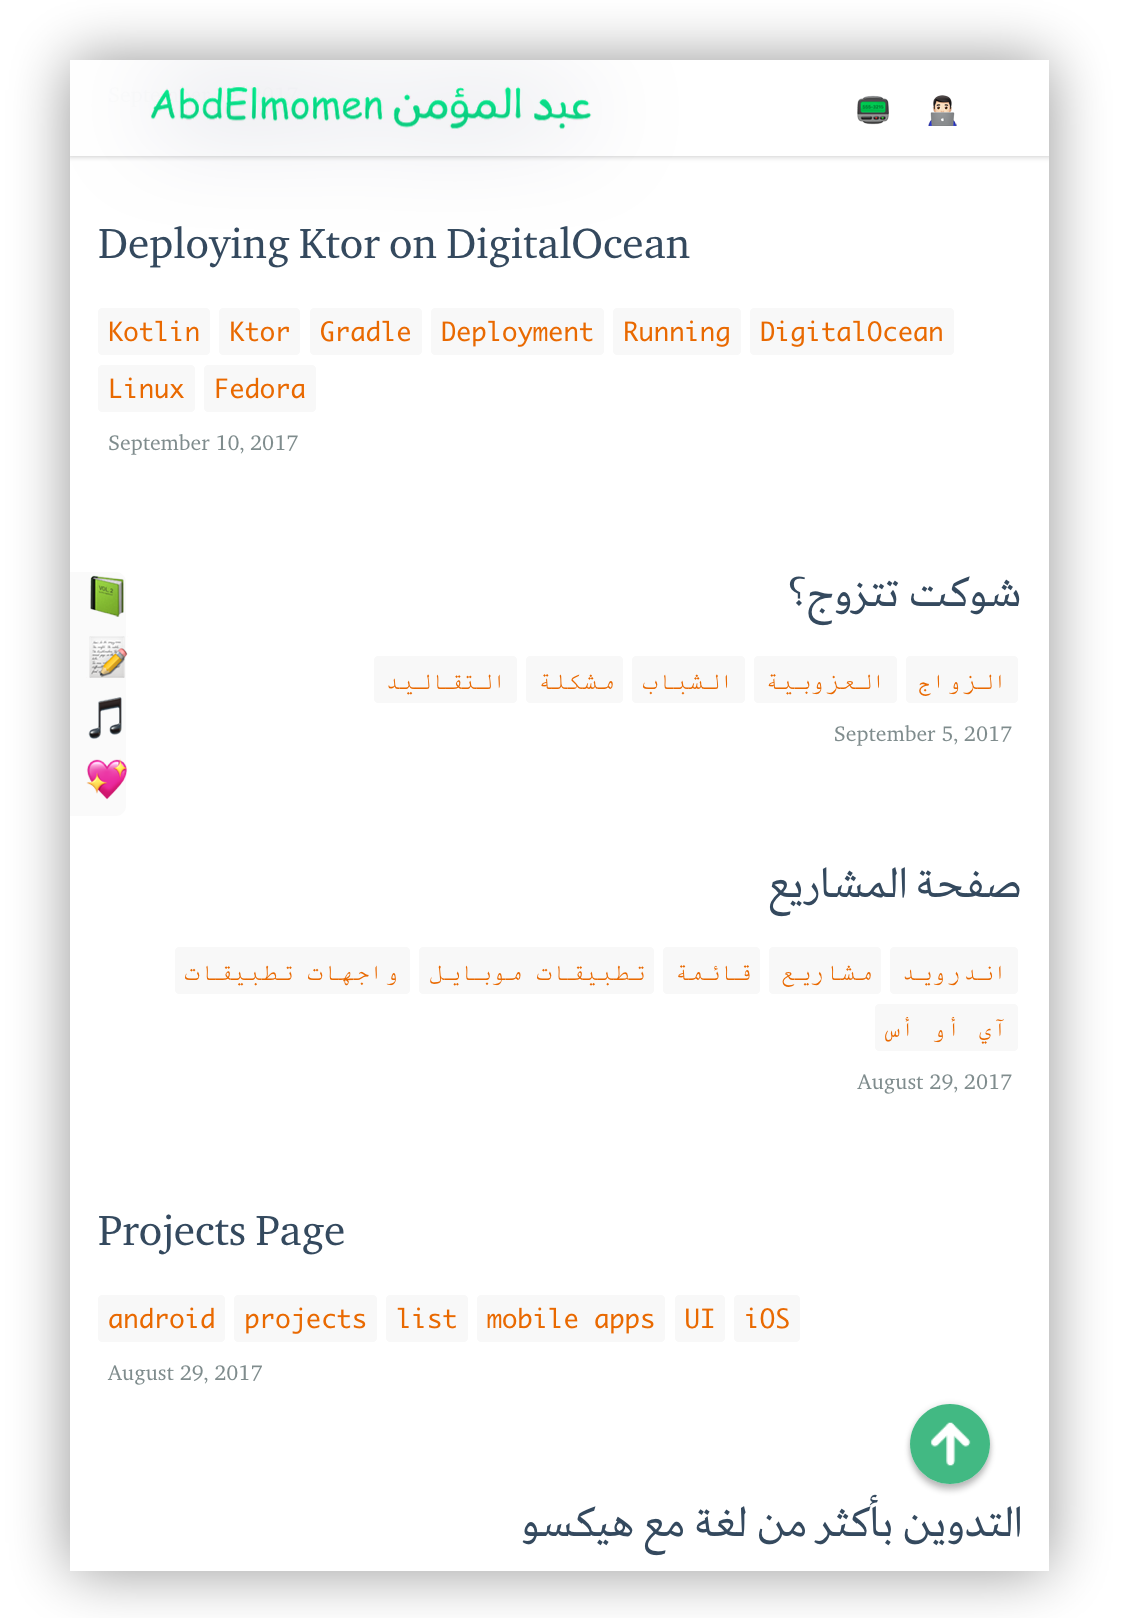 AbdElmomen عبد المؤمن
Deploying Ktor on DigitalOcean
Kotlin Ktor Gradle Deployment Running DigitalOcean
Linux Fedora
September 10, 2017
شوكت تتزوج؟
الزواج العزوبية الشباب مشكلة التقاليد
September 5, 2017
صفحة المشاريع
اندرويد مشاريع قائمة تطبيقات موبايل واجهات تطبيقات
آي أو أس
August 29, 2017
Projects Page
android projects list mobile apps UI iOS
August 29, 2017
التدوين بأكثر من لغة مع هيكسو